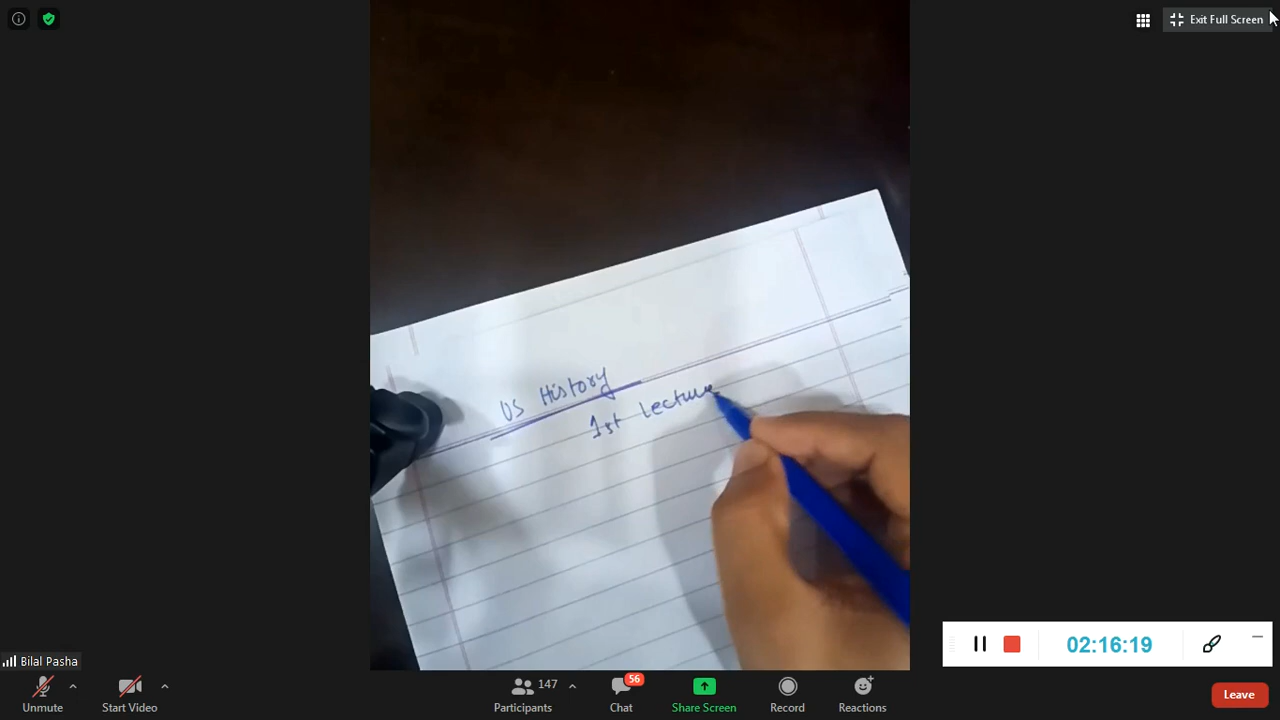 Exit Full Screen
US History
1st Lecture
02:16:19
Bilal Pasha
147
56
Unmute
Start Video
Participants
Chat
Share Screen
Record
Reactions
Leave